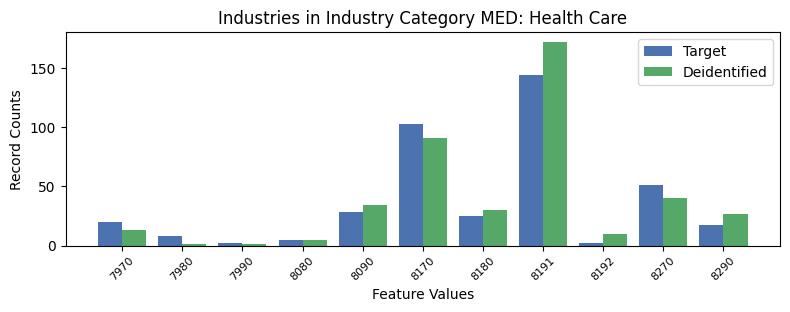 Industries in Industry Category MED: Health Care
Target
Deidentified
Record Counts
150
100
50
0
7970 7980 7990 8080 8090 8170 8180 8191 8192 8270 8290
Feature Values